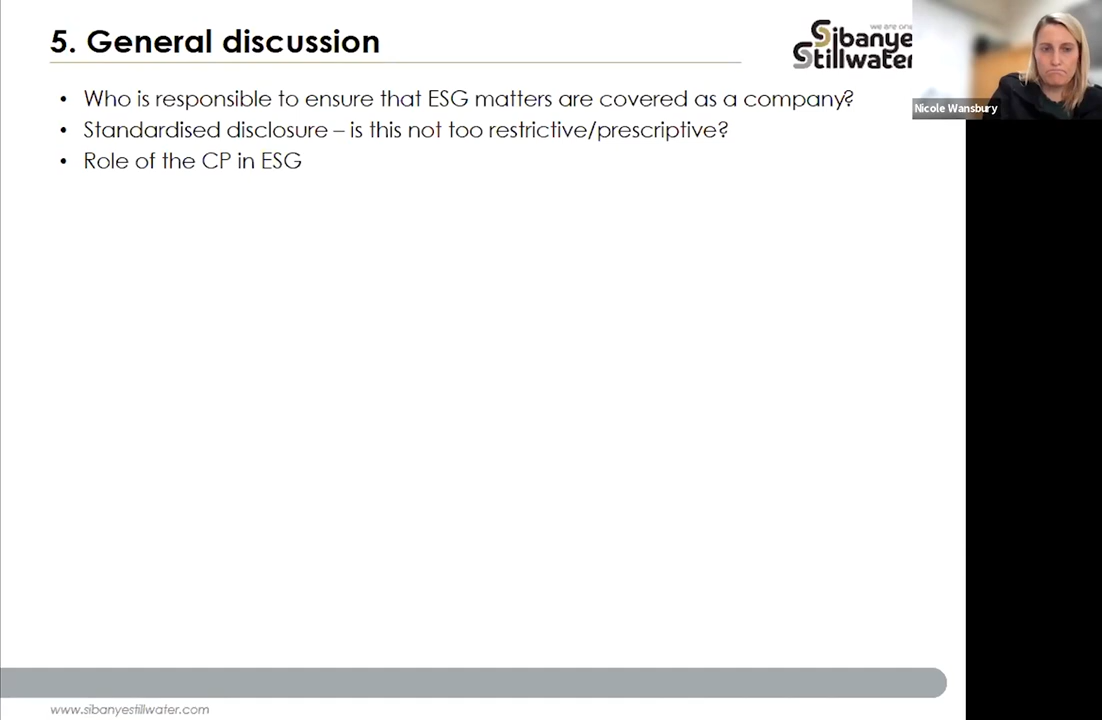 5. General discussion
we are one
Sibanye
Stillwater
Nicole Wansbury
• Who is responsible to ensure that ESG matters are covered as a company?
• Standardised disclosure – is this not too restrictive/prescriptive?
• Role of the CP in ESG
www.sibanyestillwater.com